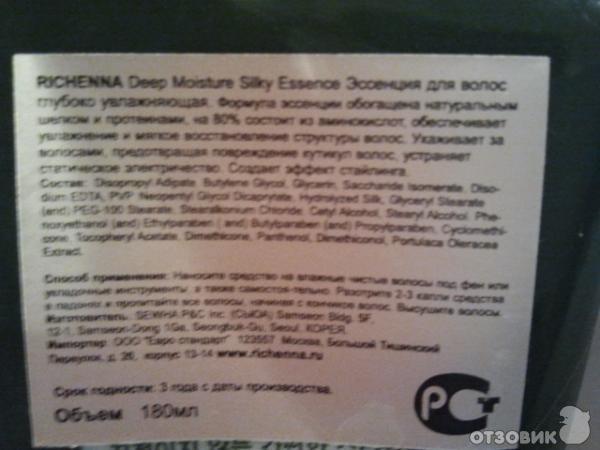 RICHENNA Deep Moisture Silky Essence Эссенция для волос
глубоко увлажняющая. Формула эссенции обогащена натуральным
шелком и протеинами, на 80% состоит из аминокислот, обеспечивает
увлажнение и мягкое восстановление структуры волос. Ухаживает за
волосами, предотвращая повреждение кутикул волос, устраняет
статическое электричество. Создает эффект стайлинга.
Состав: Disopropyl Adipate, Butylene Glycol, Glycerin, Saccharide Isomerate, Diso-
dium EDTA, PVP, Neopentyl Glycol Dicaprylate, Hydrolyzed Silk, Glyceryl Stearate
(and) PEG-100 Stearate, Stearalkonium Chloride, Cetyl Alcohol, Stearyl Alcohol, Phe-
noxyethanol (and) Ethylparaben (and) Butylparaben (and) Propylparaben, Cyclomethi-
sone, Tocopheryl Acetate, Dimethicone, Panthenol, Dimethiconol, Portulaca Oleracea
Extract.
Способ применения: Наносите средство на влажные чистые волосы под фен или
укладочные инструменты, а также самостоятельно. Разотрите 2-3 капли средства
в ладонях и пропитайте все волосы, начиная с кончиков волос. Высушите волосы.
Изготовитель: SEWHA P&C Inc. (СЫОА) Samseon Bldg. 5F,
12-1, Samseon-Dong 1Ga, Seongbuk-Gu, Seoul, KOPEP.
Импортер: ООО "Евро стандарт" 123557 Москва, Большой Тишинский
Переулок, д. 26, корпус 13-14 www.richenna.ru
Срок годности: 3 года с даты производства.
Объем 180мл
РСТ
ОТЗОВИК